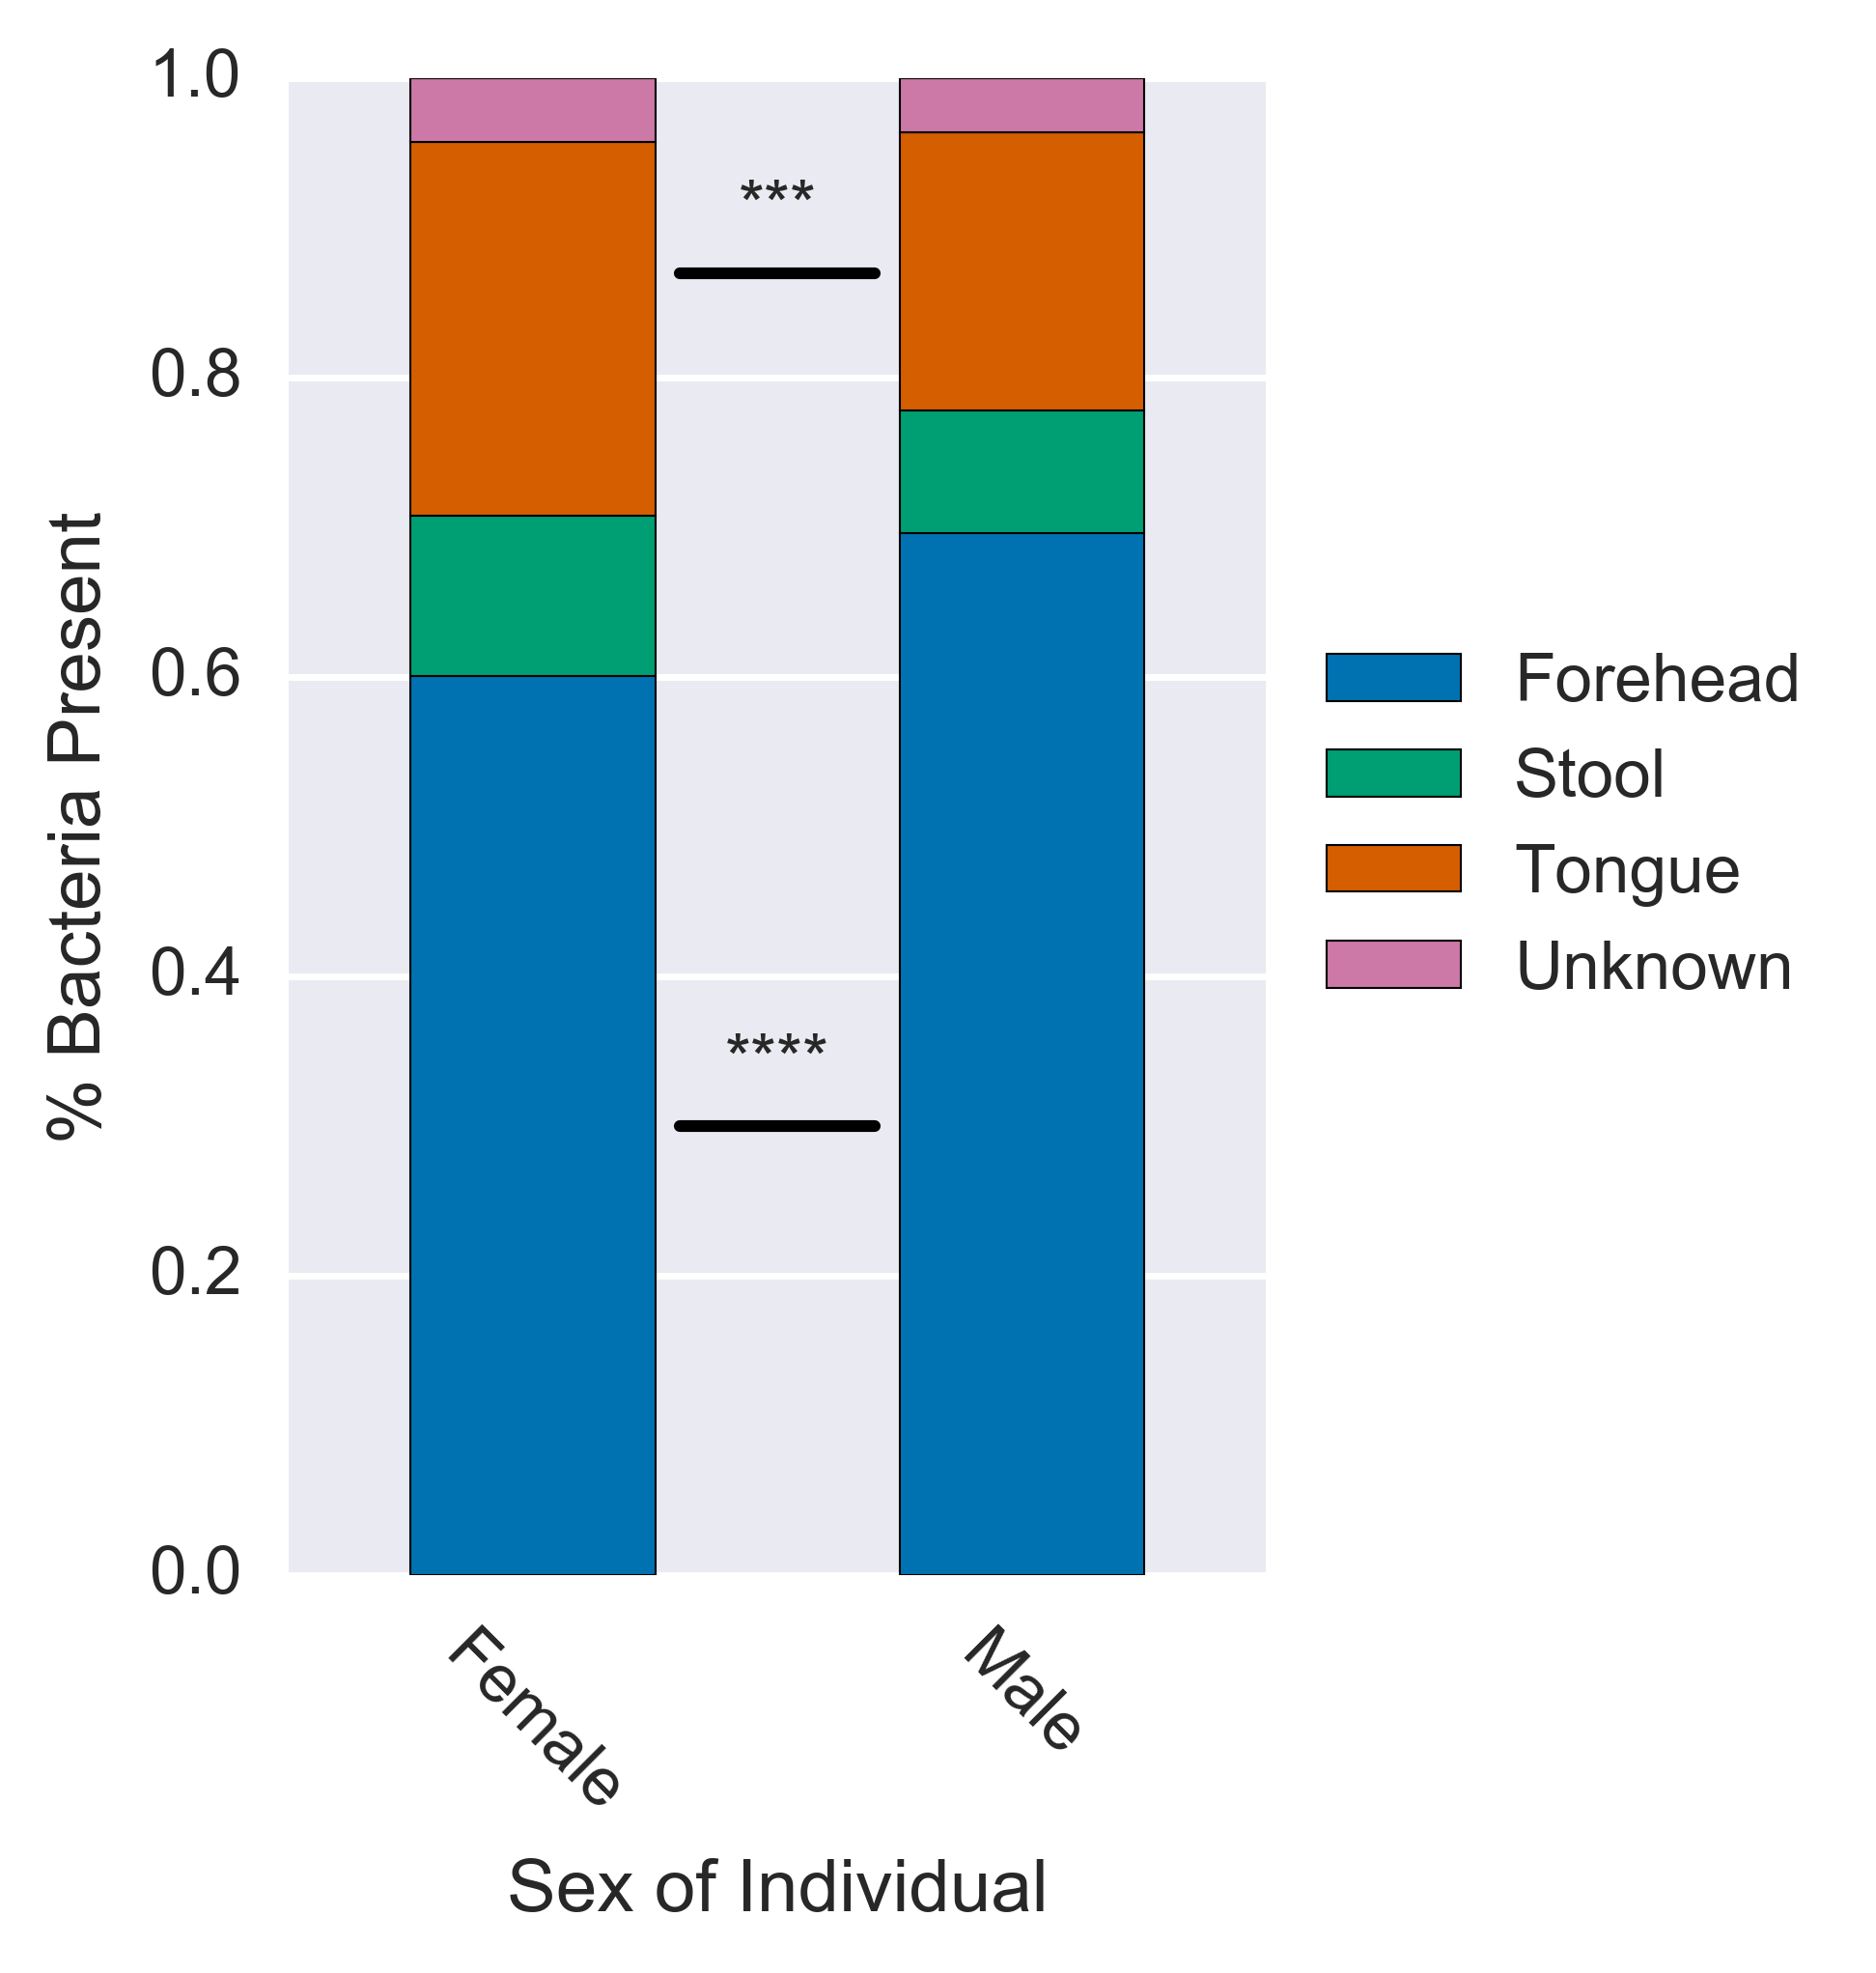 1.0
0.8
0.6
0.4
0.2
0.0
% Bacteria Present
***
****
Female
Male
Sex of Individual
Forehead
Stool
Tongue
Unknown